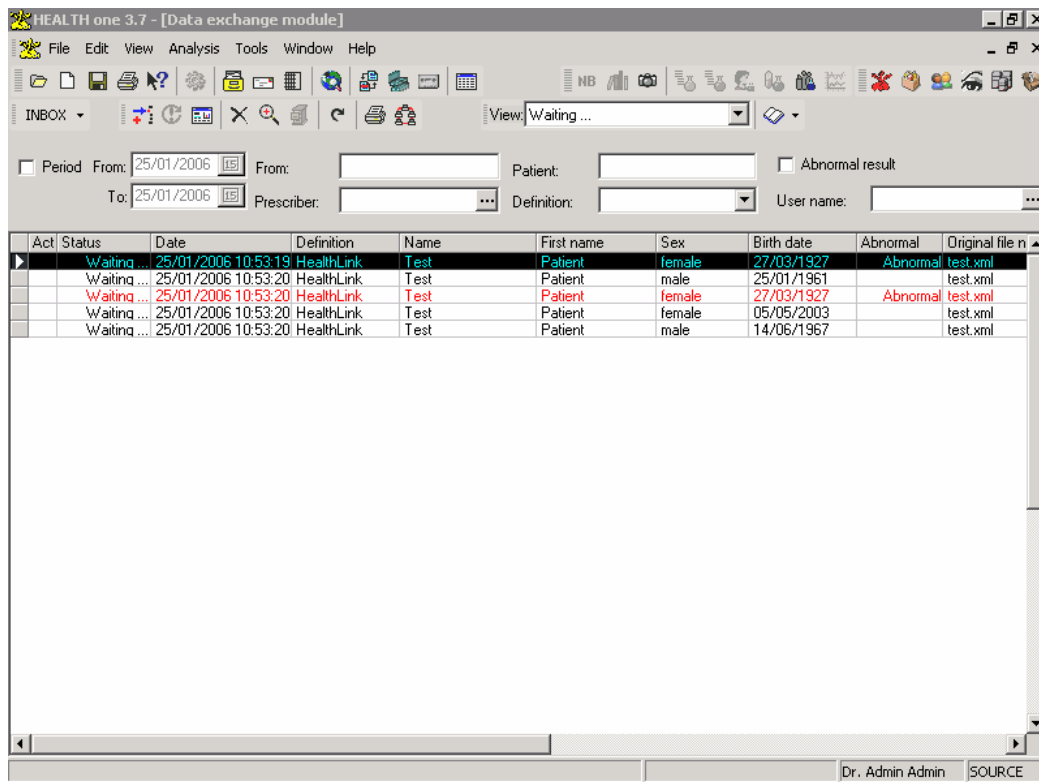 HEALTH one 3.7 - [Data exchange module]
File Edit View Analysis Tools Window Help
NB
INBOX View: Waiting ...
Period From: 25/01/2006 15 From: Patient: Abnormal result
To: 25/01/2006 15 Prescriber: ... Definition: User name: ...
Act Status Date Definition Name First name Sex Birth date Abnormal Original file n
Waiting ... 25/01/2006 10:53:19 HealthLink Test Patient female 27/03/1927 Abnormal test.xml
Waiting ... 25/01/2006 10:53:20 HealthLink Test Patient male 25/01/1961 test.xml
Waiting ... 25/01/2006 10:53:20 HealthLink Test Patient female 27/03/1927 Abnormal test.xml
Waiting ... 25/01/2006 10:53:20 HealthLink Test Patient female 05/05/2003 test.xml
Waiting ... 25/01/2006 10:53:20 HealthLink Test Patient male 14/06/1967 test.xml
Dr. Admin Admin SOURCE